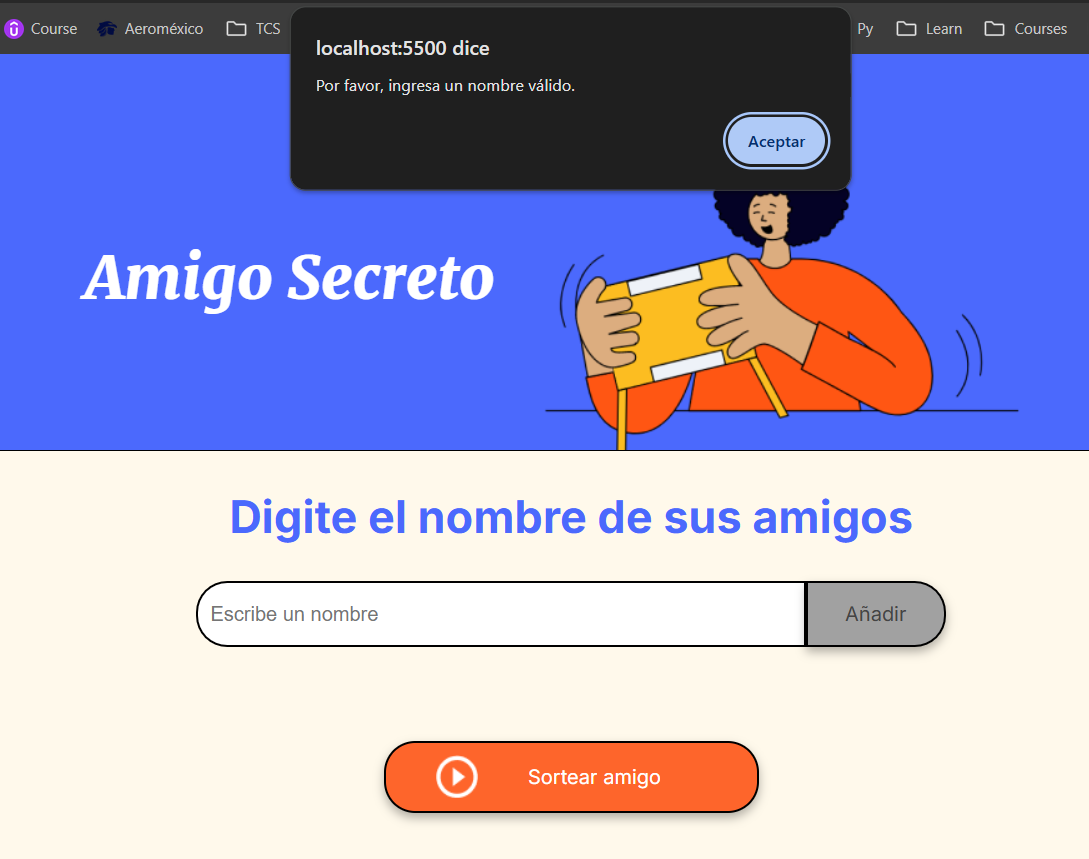 Course Aeroméxico TCS Py Learn Courses
localhost:5500 dice
Por favor, ingresa un nombre válido.
Aceptar
Amigo Secreto
Digite el nombre de sus amigos
Escribe un nombre Añadir
Sortear amigo